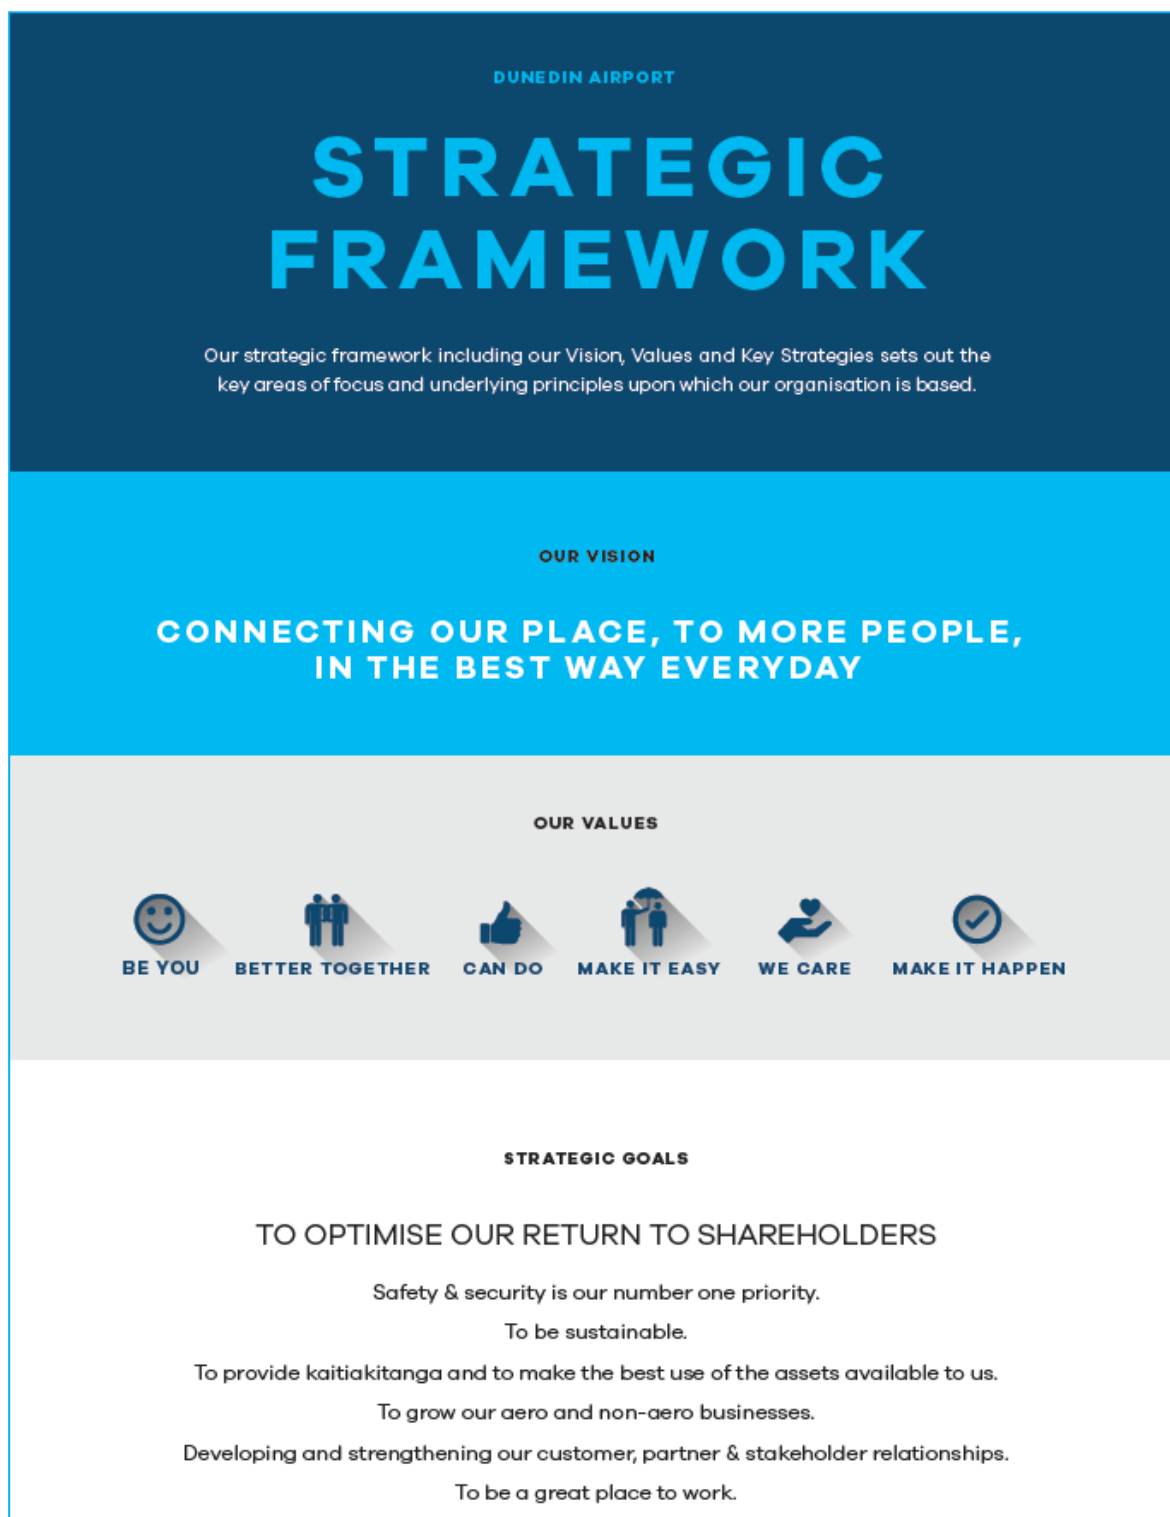 DUNEDIN AIRPORT
STRATEGIC
FRAMEWORK
Our strategic framework including our Vision, Values and Key Strategies sets out the
key areas of focus and underlying principles upon which our organisation is based.
OUR VISION
CONNECTING OUR PLACE, TO MORE PEOPLE,
IN THE BEST WAY EVERYDAY
OUR VALUES
BE YOU BETTER TOGETHER CAN DO MAKE IT EASY WE CARE MAKE IT HAPPEN
STRATEGIC GOALS
TO OPTIMISE OUR RETURN TO SHAREHOLDERS
Safety & security is our number one priority.
To be sustainable.
To provide kaitiakitanga and to make the best use of the assets available to us.
To grow our aero and non-aero businesses.
Developing and strengthening our customer, partner & stakeholder relationships.
To be a great place to work.